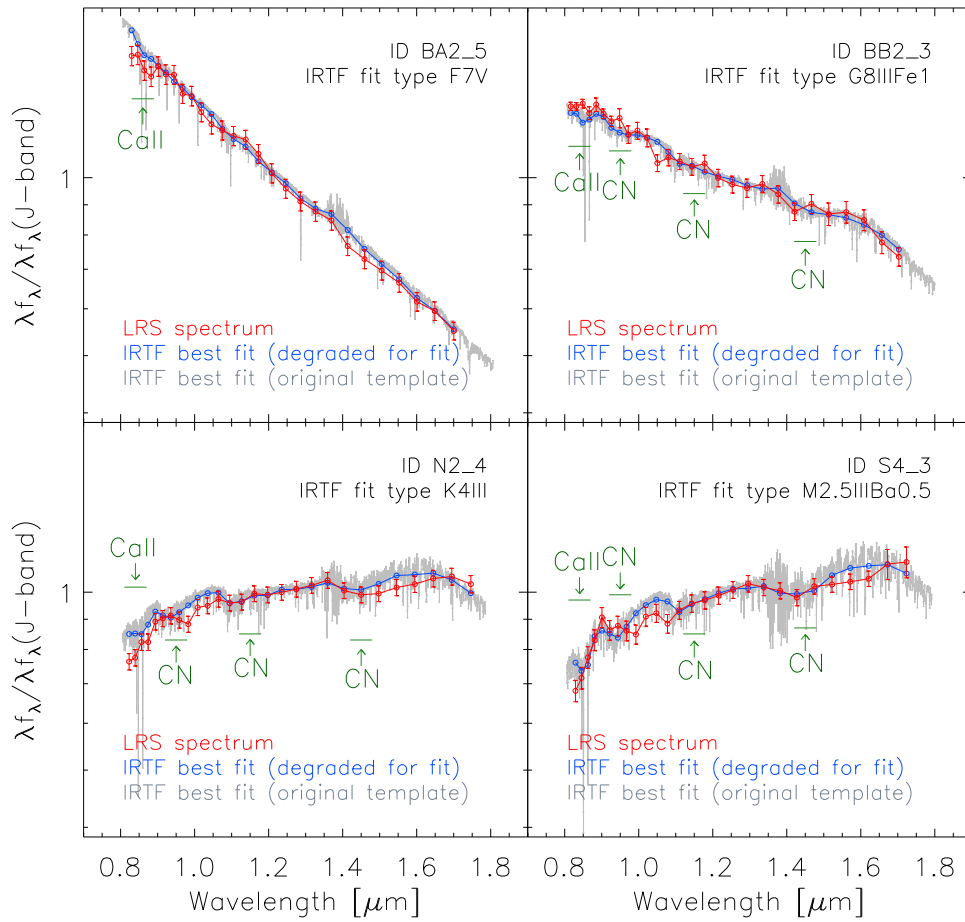 ID BA2_5
IRTF fit type F7V
CaII
LRS spectrum
IRTF best fit (degraded for fit)
IRTF best fit (original template)
λf_λ/λf_λ(J−band)
1
ID BB2_3
IRTF fit type G8IIIFe1
CaII
CN
CN
CN
LRS spectrum
IRTF best fit (degraded for fit)
IRTF best fit (original template)
ID N2_4
IRTF fit type K4III
CaII
CN
CN
CN
LRS spectrum
IRTF best fit (degraded for fit)
IRTF best fit (original template)
λf_λ/λf_λ(J−band)
1
0.8 1.0 1.2 1.4 1.6 1.8
Wavelength [μm]
ID S4_3
IRTF fit type M2.5IIIBa0.5
CaII
CN
CN
CN
LRS spectrum
IRTF best fit (degraded for fit)
IRTF best fit (original template)
0.8 1.0 1.2 1.4 1.6 1.8
Wavelength [μm]